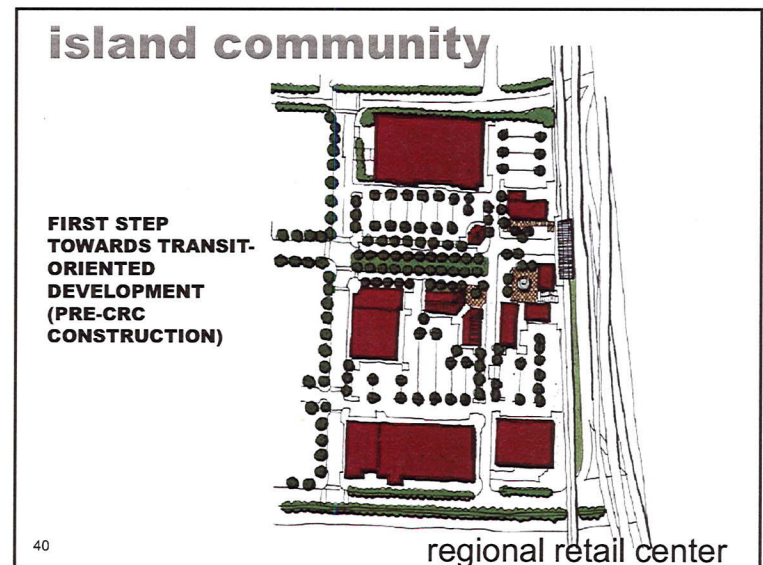 island community
FIRST STEP
TOWARDS TRANSIT-
ORIENTED
DEVELOPMENT
(PRE-CRC
CONSTRUCTION)
40
regional retail center